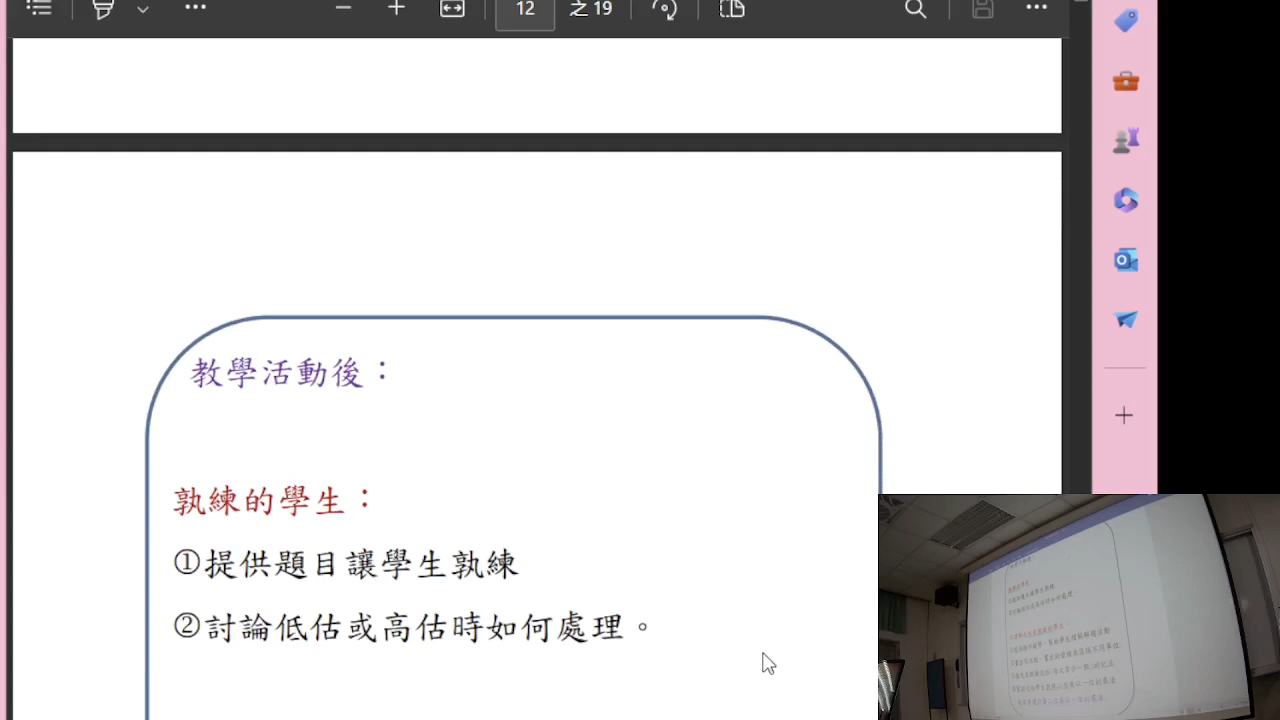 12 之 19
教學活動後：
孰練的學生：
①提供題目讓學生孰練
②討論低估或高估時如何處理。